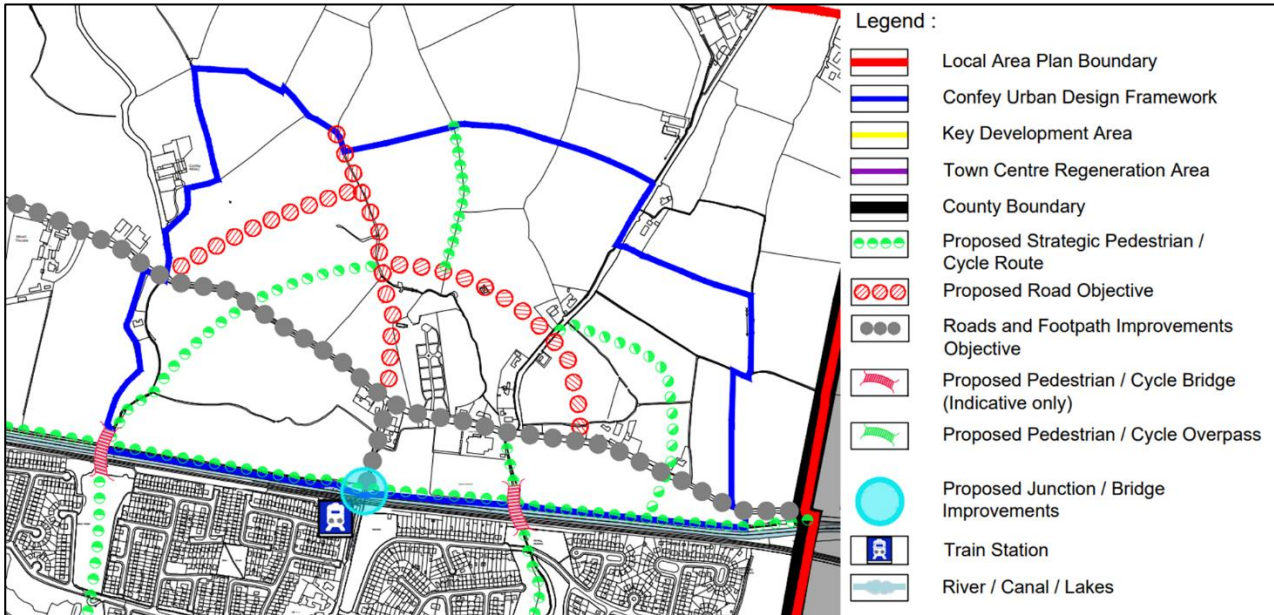 Legend :
Local Area Plan Boundary
Confey Urban Design Framework
Key Development Area
Town Centre Regeneration Area
County Boundary
Proposed Strategic Pedestrian /
Cycle Route
Proposed Road Objective
Roads and Footpath Improvements
Objective
Proposed Pedestrian / Cycle Bridge
(Indicative only)
Proposed Pedestrian / Cycle Overpass
Proposed Junction / Bridge
Improvements
Train Station
River / Canal / Lakes